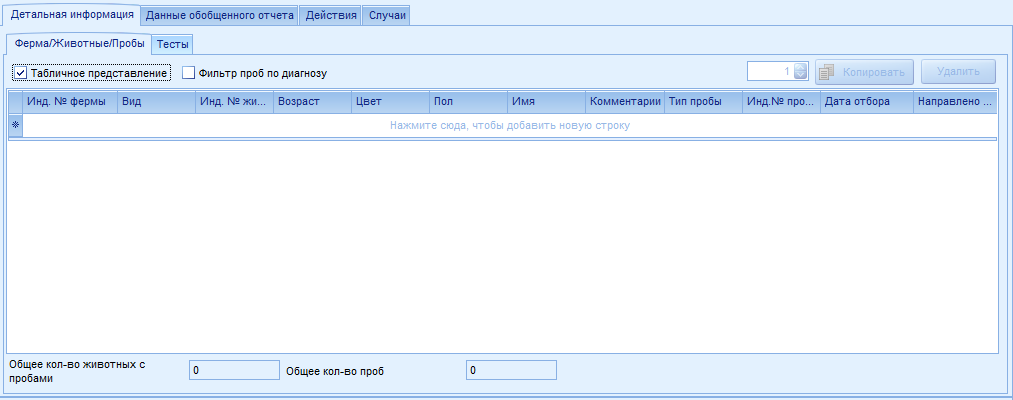 Детальная информация Данные обобщенного отчета Действия Случаи
Ферма/Животные/Пробы Тесты
Табличное представление Фильтр проб по диагнозу 1 Копировать Удалить
Инд. № фермы Вид Инд. № жи... Возраст Цвет Пол Имя Комментарии Тип пробы Инд.№ про... Дата отбора Направлено ...
Нажмите сюда, чтобы добавить новую строку
Общее кол-во животных с
пробами 0 Общее кол-во проб 0